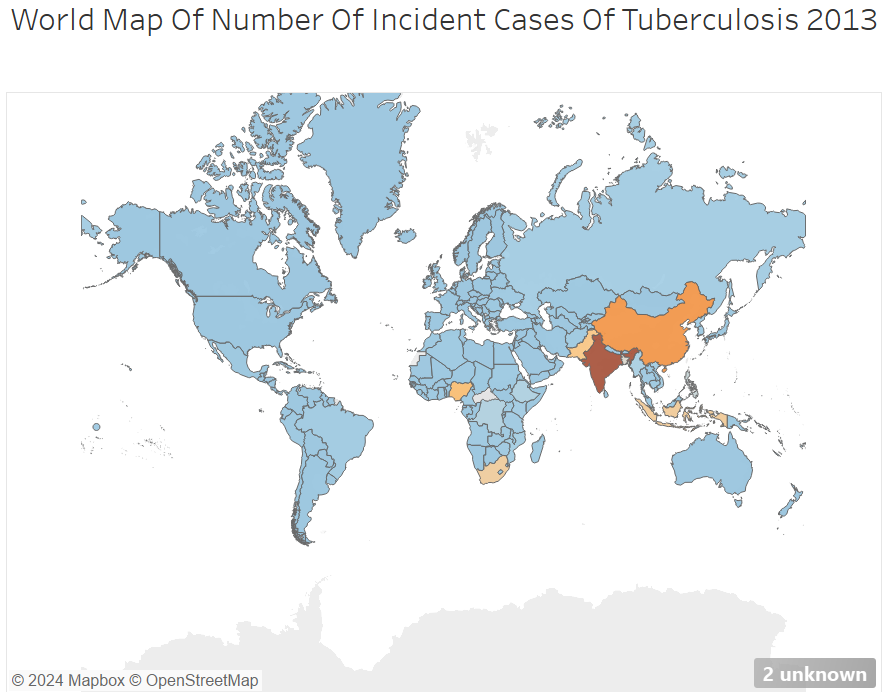 World Map Of Number Of Incident Cases Of Tuberculosis 2013
© 2024 Mapbox © OpenStreetMap
2 unknown